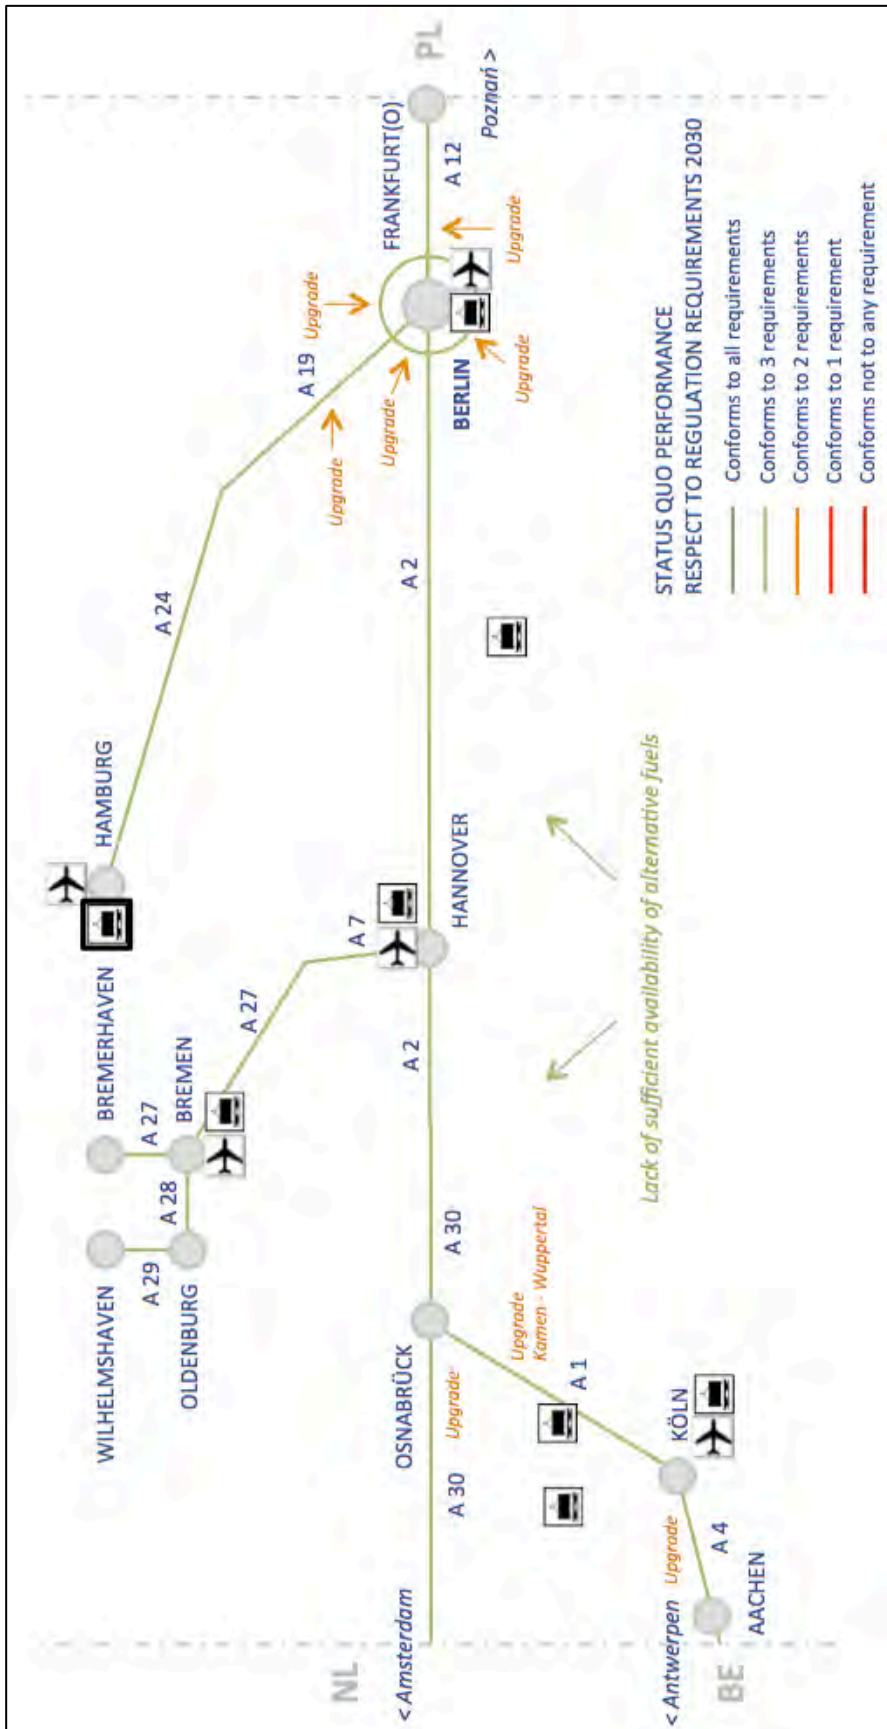 NL
< Amsterdam
WILHELMSHAVEN
A 29
OLDENBURG
A 28
BREMERHAVEN
A 27
BREMEN
A 27
A 7
HAMBURG
A 24
A 19
Upgrade
Upgrade
Upgrade
FRANKFURT(O)
A 12
PL
Poznań >
Upgrade
Upgrade
BERLIN
A 2
HANNOVER
A 2
A 30
OSNABRÜCK
Upgrade
A 30
Upgrade
Kamen - Wuppertal
A 1
KÖLN
Upgrade
A 4
AACHEN
< Antwerpen
BE
Lack of sufficient availability of alternative fuels
STATUS QUO PERFORMANCE
RESPECT TO REGULATION REQUIREMENTS 2030
Conforms to all requirements
Conforms to 3 requirements
Conforms to 2 requirements
Conforms to 1 requirement
Conforms not to any requirement